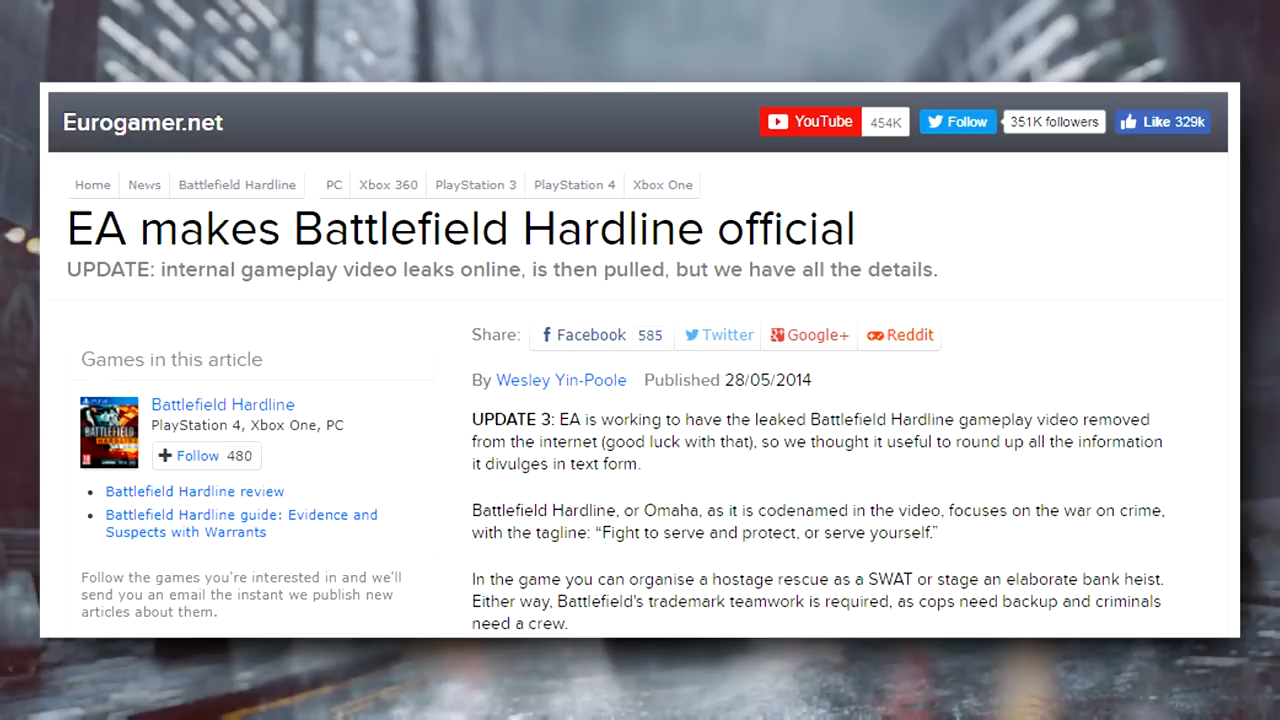 Eurogamer.net
YouTube 454K Follow 351K followers Like 329k
Home News Battlefield Hardline PC Xbox 360 PlayStation 3 PlayStation 4 Xbox One
EA makes Battlefield Hardline official
UPDATE: internal gameplay video leaks online, is then pulled, but we have all the details.
Games in this article
Battlefield Hardline
PlayStation 4, Xbox One, PC
Follow 480
Battlefield Hardline review
Battlefield Hardline guide: Evidence and
Suspects with Warrants
Follow the games you're interested in and we'll
send you an email the instant we publish new
articles about them.
Share: Facebook 585 Twitter Google+ Reddit
By Wesley Yin-Poole Published 28/05/2014
UPDATE 3: EA is working to have the leaked Battlefield Hardline gameplay video removed
from the internet (good luck with that), so we thought it useful to round up all the information
it divulges in text form.
Battlefield Hardline, or Omaha, as it is codenamed in the video, focuses on the war on crime,
with the tagline: “Fight to serve and protect, or serve yourself.”
In the game you can organise a hostage rescue as a SWAT or stage an elaborate bank heist.
Either way, Battlefield's trademark teamwork is required, as cops need backup and criminals
need a crew.